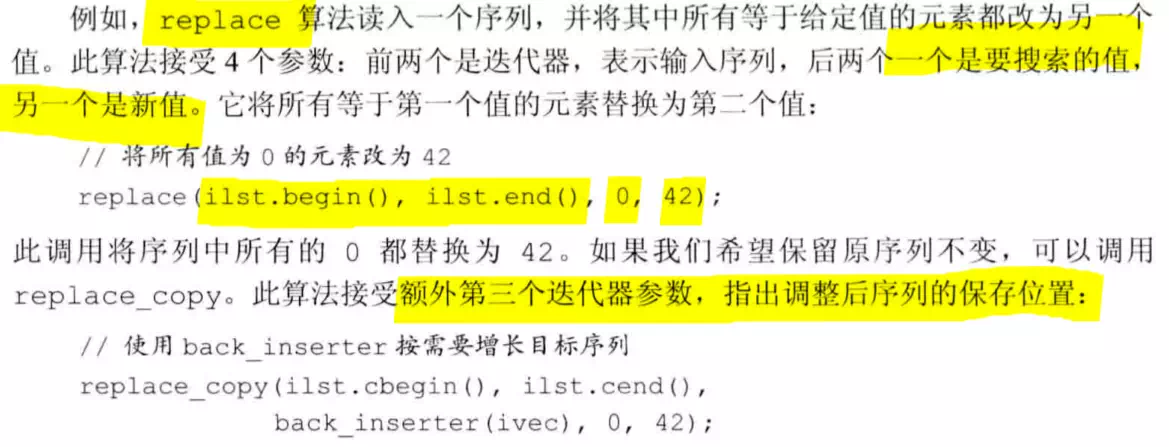 例如，replace 算法读入一个序列，并将其中所有等于给定值的元素都改为另一个
值。此算法接受 4 个参数：前两个是迭代器，表示输入序列，后两个一个是要搜索的值，
另一个是新值。它将所有等于第一个值的元素替换为第二个值：
// 将所有值为 0 的元素改为 42
replace(ilst.begin(), ilst.end(), 0, 42);
此调用将序列中所有的 0 都替换为 42。如果我们希望保留原序列不变，可以调用
replace_copy。此算法接受额外第三个迭代器参数，指出调整后序列的保存位置：
// 使用 back_inserter 按需要增长目标序列
replace_copy(ilst.cbegin(), ilst.cend(),
back_inserter(ivec), 0, 42);